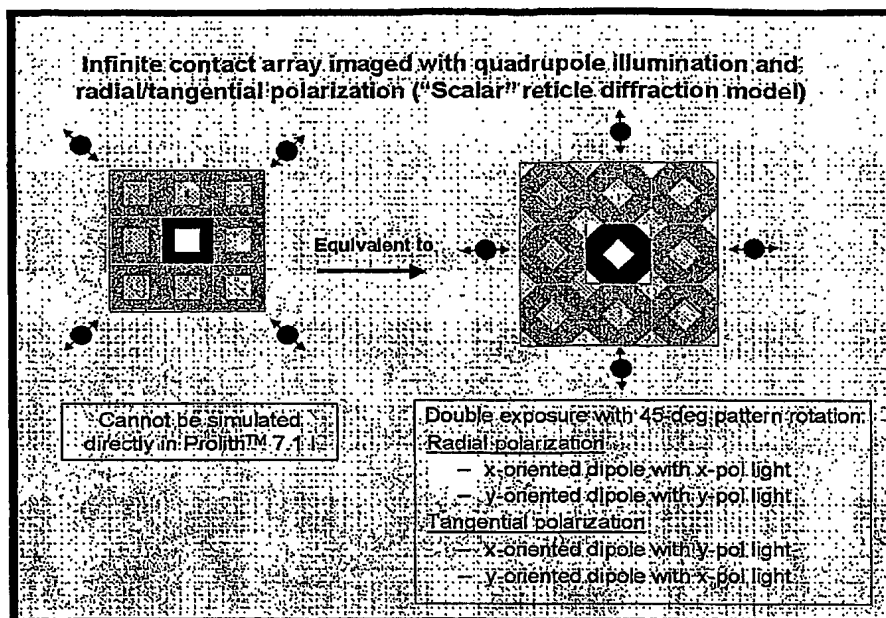 Infinite contact array imaged with quadrupole illumination and
radial/tangential polarization ("Scalar" reticle diffraction model)
Equivalent to
Cannot be simulated
directly in Prolith™ 7.1
Double exposure with 45-deg pattern rotation
Radial polarization
– x-oriented dipole with x-pol light
– y-oriented dipole with y-pol light
Tangential polarization
– x-oriented dipole with y-pol light
– y-oriented dipole with x-pol light